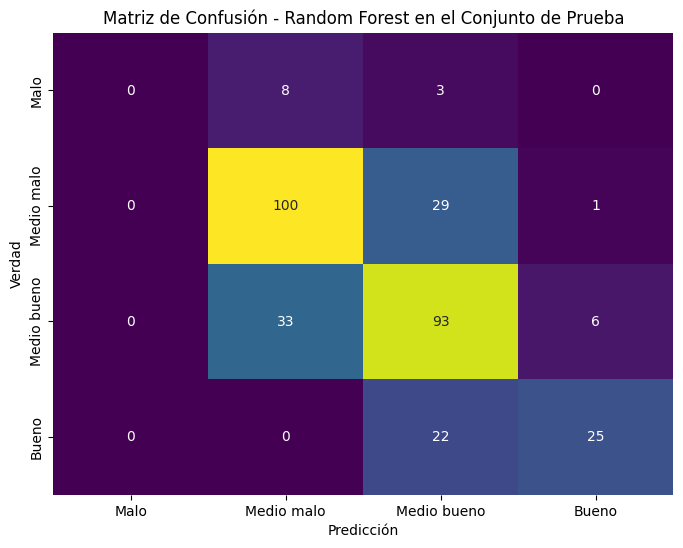 Matriz de Confusión - Random Forest en el Conjunto de Prueba
Verdad
Malo 0 8 3 0
Medio malo 0 100 29 1
Medio bueno 0 33 93 6
Bueno 0 0 22 25
Malo Medio malo Medio bueno Bueno
Predicción